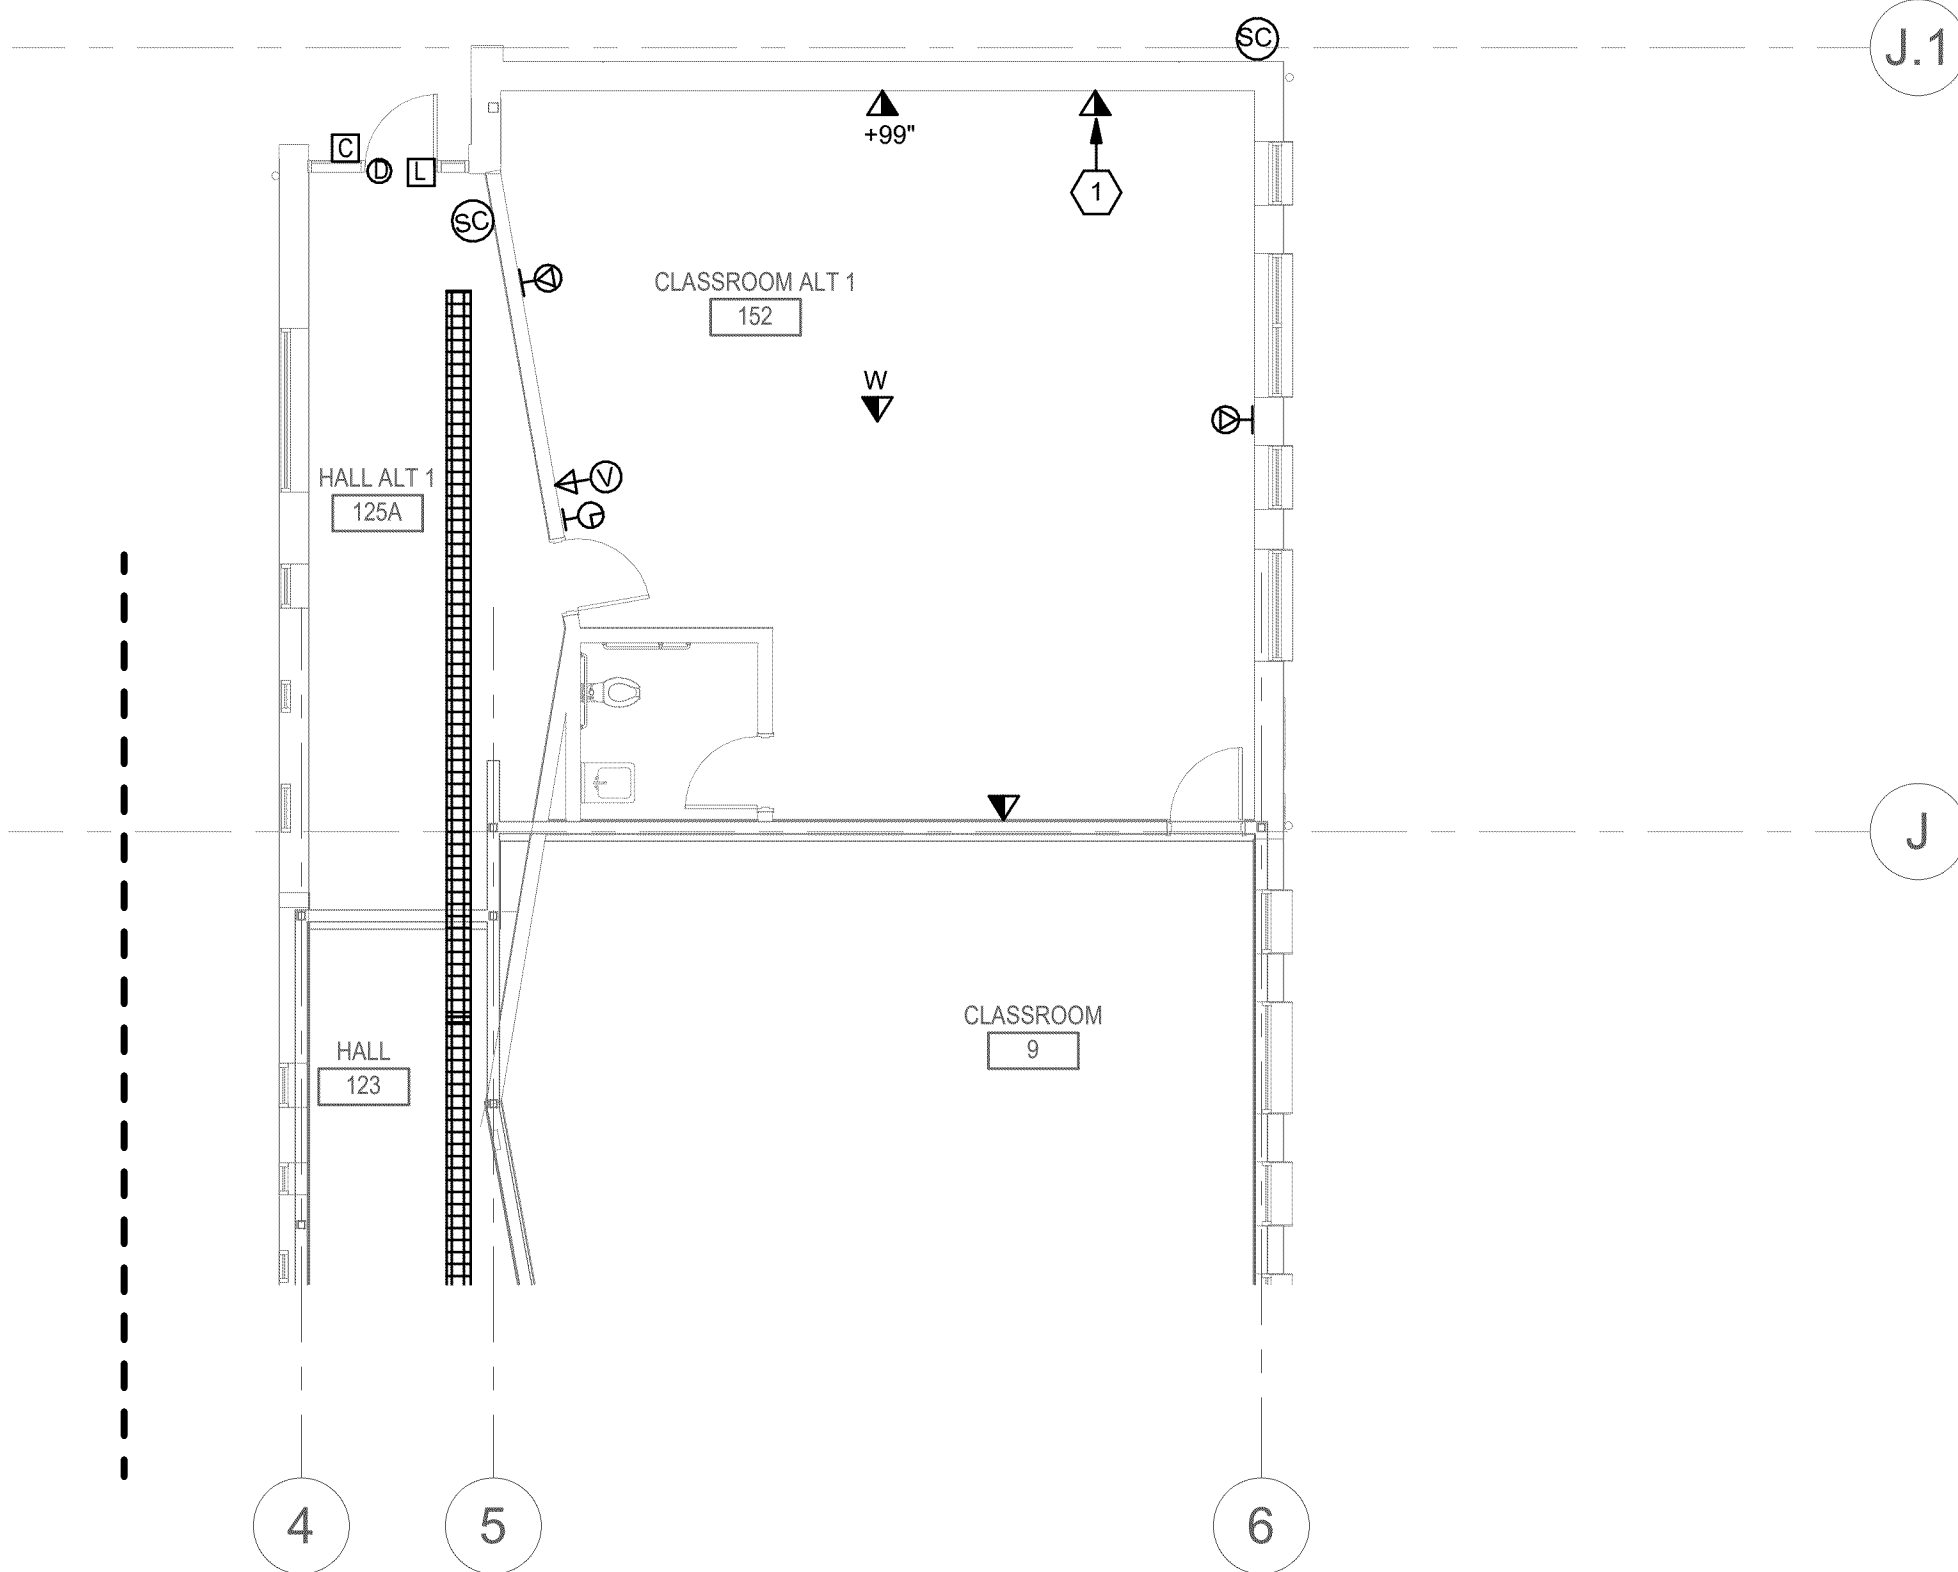 SC
J.1
+99"
C
D
L
1
SC
CLASSROOM ALT 1
152
W
HALL ALT 1
125A
V
J
CLASSROOM
9
HALL
123
4
5
6